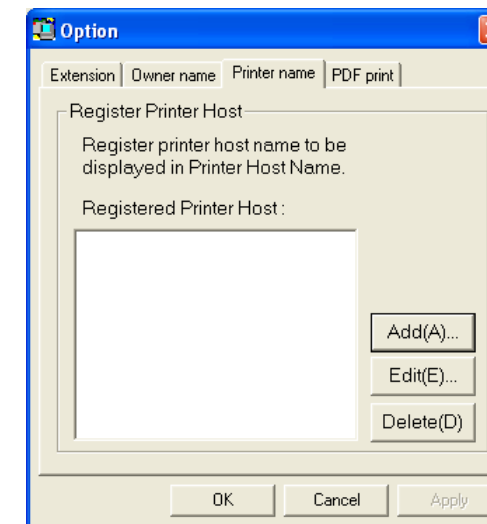 Option
Extension Owner name Printer name PDF print
Register Printer Host
Register printer host name to be
displayed in Printer Host Name.
Registered Printer Host :
Add(A)...
Edit(E)...
Delete(D)
OK Cancel Apply